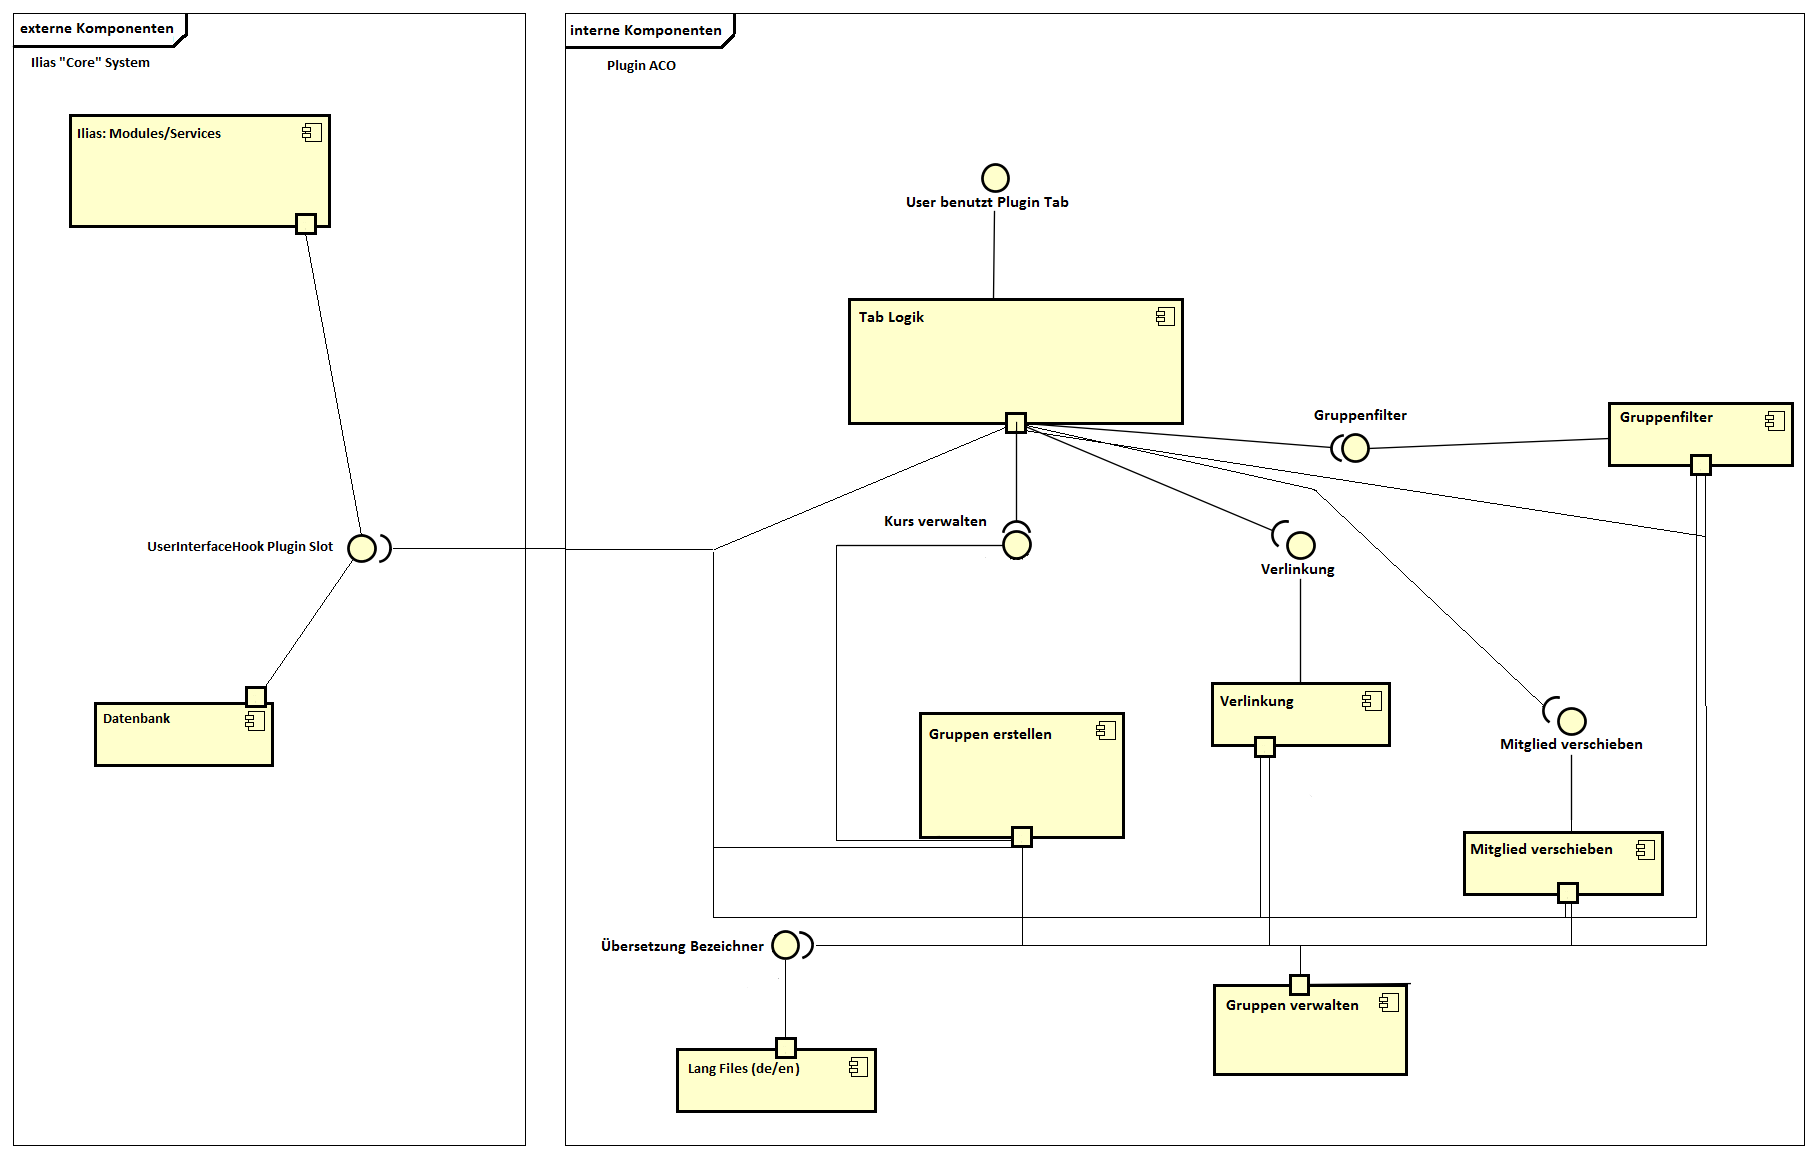 externe Komponenten
Ilias "Core" System
Ilias: Modules/Services
UserInterfaceHook Plugin Slot
Datenbank
interne Komponenten
Plugin ACO
User benutzt Plugin Tab
Tab Logik
Gruppenfilter
Gruppenfilter
Kurs verwalten
Verlinkung
Verlinkung
Gruppen erstellen
Mitglied verschieben
Mitglied verschieben
Übersetzung Bezeichner
Gruppen verwalten
Lang Files (de/en)